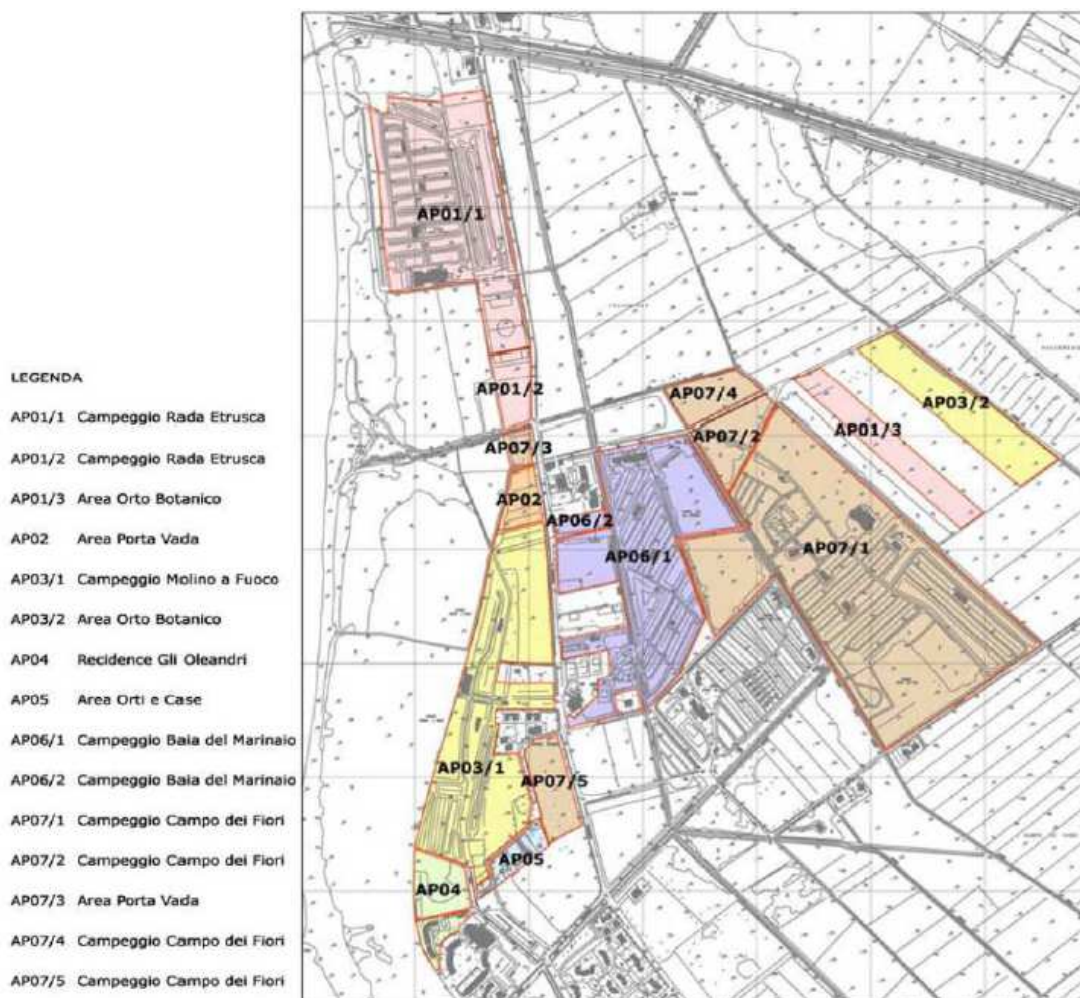 LEGENDA
AP01/1 Campeggio Rada Etrusca
AP01/2 Campeggio Rada Etrusca
AP01/3 Area Orto Botanico
AP02 Area Porta Vada
AP03/1 Campeggio Molino a Fuoco
AP03/2 Area Orto Botanico
AP04 Recidence Gli Oleandri
AP05 Area Orti e Case
AP06/1 Campeggio Baia del Marinaio
AP06/2 Campeggio Baia del Marinaio
AP07/1 Campeggio Campo dei Fiori
AP07/2 Campeggio Campo dei Fiori
AP07/3 Area Porta Vada
AP07/4 Campeggio Campo dei Fiori
AP07/5 Campeggio Campo dei Fiori
AP01/1
AP01/2
AP07/4
AP03/2
AP01/3
AP07/3
AP07/2
AP02
AP06/2
AP06/1
AP07/1
AP03/1
AP07/5
AP05
AP04